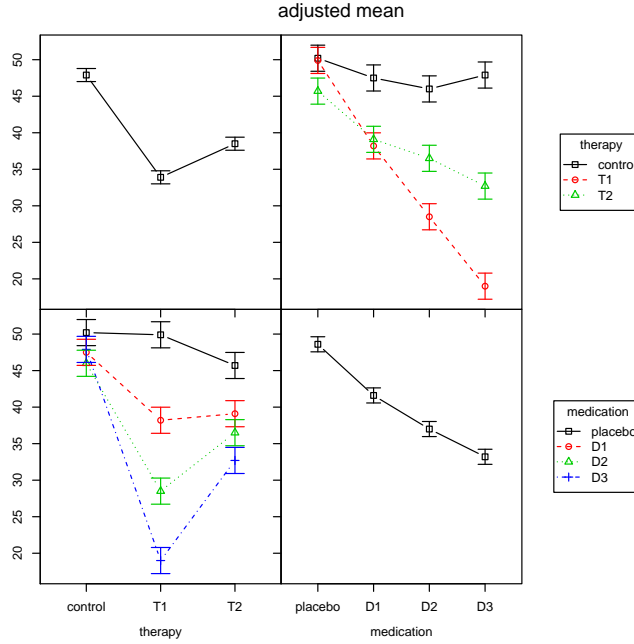 adjusted mean
50
45
40
35
30
25
20
therapy
control
T1
T2
50
45
40
35
30
25
20
medication
placebo
D1
D2
D3
control T1 T2
therapy
placebo D1 D2 D3
medication